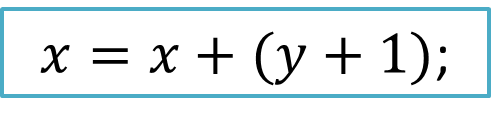 x = x + (y + 1);